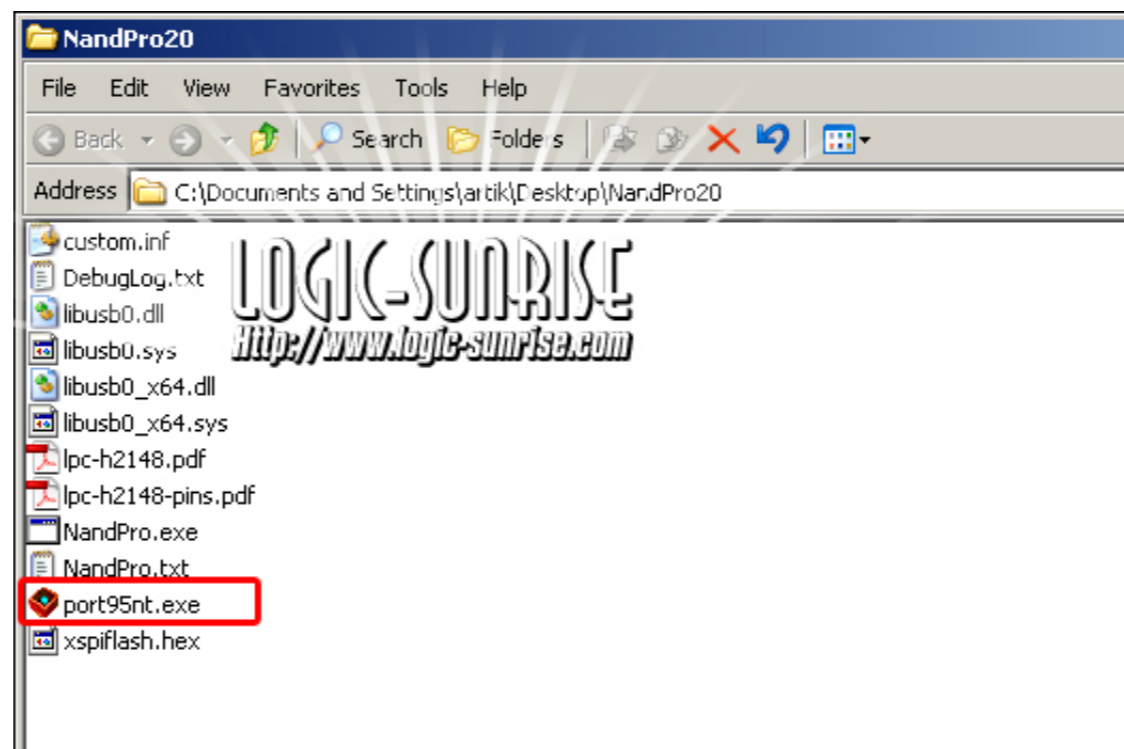 NandPro20
File Edit View Favorites Tools Help
Back Search Folders
Address C:\Documents and Settings\artik\Desktop\NandPro20
custom.inf
DebugLog.txt
libusb0.dll
libusb0.sys
libusb0_x64.dll
libusb0_x64.sys
lpc-h2148.pdf
lpc-h2148-pins.pdf
NandPro.exe
NandPro.txt
port95nt.exe
xspiflash.hex
LOGIC-SUNRISE
Http://www.logic-sunrise.com